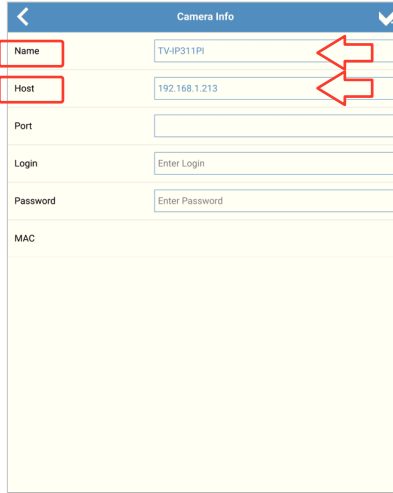 Camera Info
Name TV-IP311PI
Host 192.168.1.213
Port
Login Enter Login
Password Enter Password
MAC